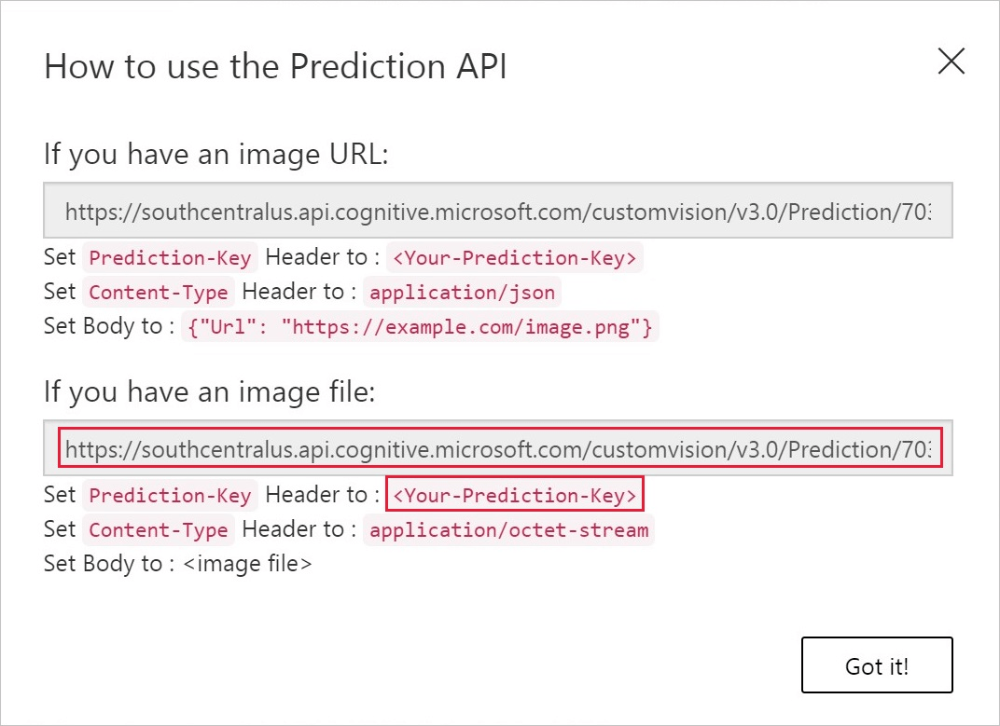 How to use the Prediction API
If you have an image URL:
https://southcentralus.api.cognitive.microsoft.com/customvision/v3.0/Prediction/703
Set Prediction-Key Header to : <Your-Prediction-Key>
Set Content-Type Header to : application/json
Set Body to : {"Url": "https://example.com/image.png"}
If you have an image file:
https://southcentralus.api.cognitive.microsoft.com/customvision/v3.0/Prediction/703
Set Prediction-Key Header to : <Your-Prediction-Key>
Set Content-Type Header to : application/octet-stream
Set Body to : <image file>
Got it!